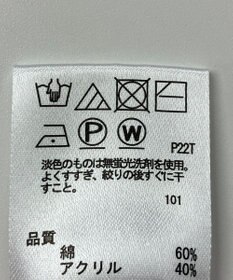 P W
P22T
淡色のものは無蛍光洗剤を使用。
よくすすぎ、絞りの後すぐに干
すこと。
101
品質
綿 60%
アクリル 40%